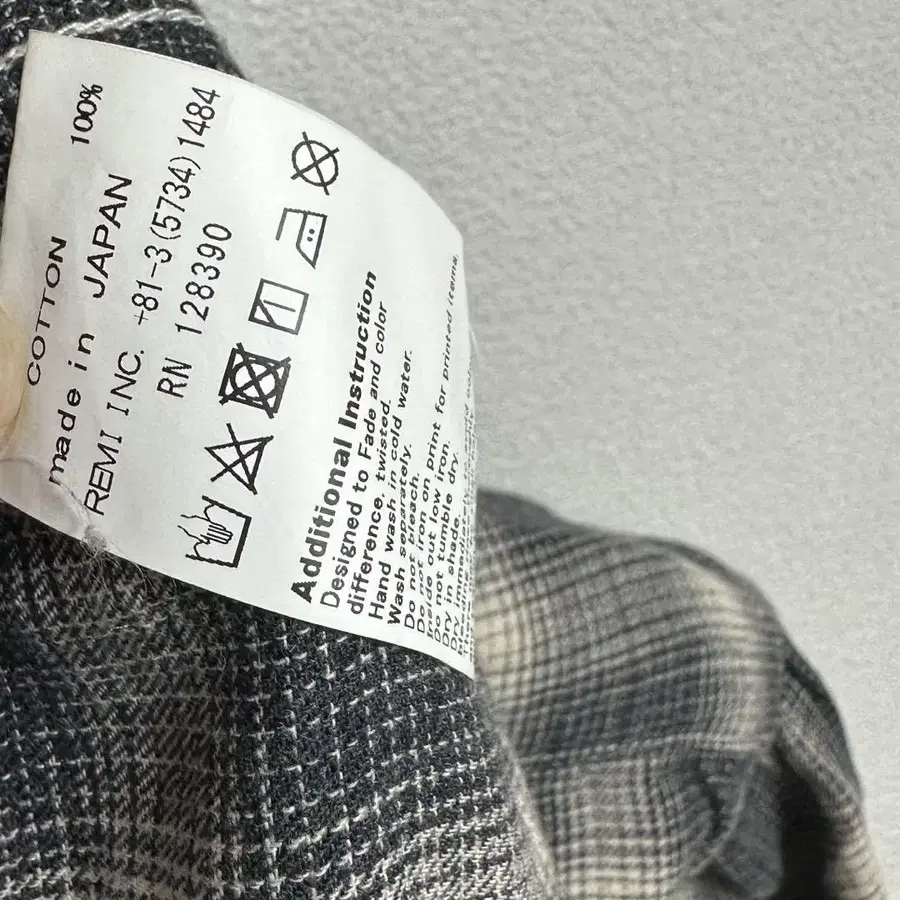 COTTON 100%
made in JAPAN
REMI INC. +81-3(5734)1484
RN 128390
Additional Instruction
Designed to Fade and color
difference, twisted.
Hand wash in cold water.
Wash separately.
Do not bleach.
Do not iron on print for printed items.
Inside out low iron.
Do not tumble dry.
Dry in shade.